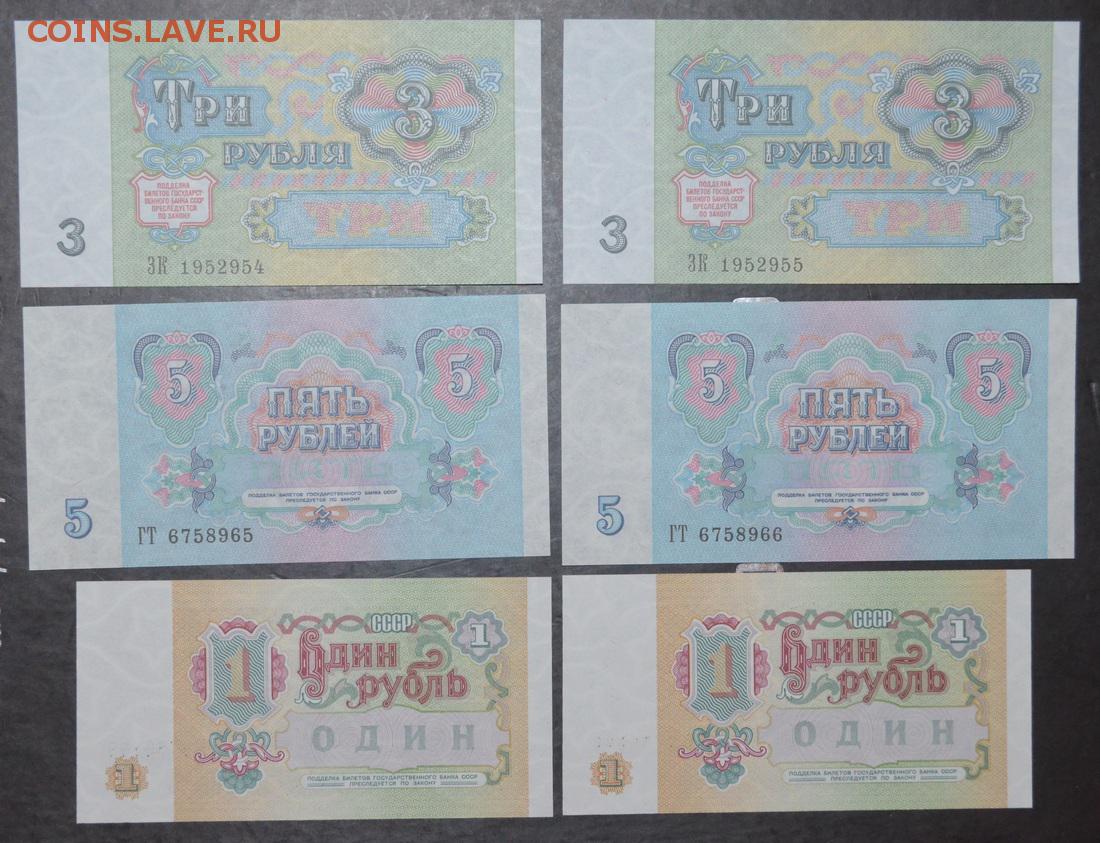 COINS.LAVE.RU
ТРИ
РУБЛЯ
3
ПОДДЕЛКА
БИЛЕТОВ ГОСУДАРСТ-
ВЕННОГО БАНКА СССР
ПРЕСЛЕДУЕТСЯ
ПО ЗАКОНУ
ТРИ
3
ЗК 1952954
ТРИ
РУБЛЯ
3
ПОДДЕЛКА
БИЛЕТОВ ГОСУДАРСТ-
ВЕННОГО БАНКА СССР
ПРЕСЛЕДУЕТСЯ
ПО ЗАКОНУ
ТРИ
3
ЗК 1952955
5
5
ПЯТЬ
РУБЛЕЙ
ПОДДЕЛКА БИЛЕТОВ ГОСУДАРСТВЕННОГО БАНКА СССР
ПРЕСЛЕДУЕТСЯ ПО ЗАКОНУ
5
ГТ 6758965
5
5
ПЯТЬ
РУБЛЕЙ
ПОДДЕЛКА БИЛЕТОВ ГОСУДАРСТВЕННОГО БАНКА СССР
ПРЕСЛЕДУЕТСЯ ПО ЗАКОНУ
5
ГТ 6758966
СССР
1
1
Один
рубль
ОДИН
1
ПОДДЕЛКА БИЛЕТОВ ГОСУДАРСТВЕННОГО БАНКА СССР
ПРЕСЛЕДУЕТСЯ ПО ЗАКОНУ
СССР
1
1
Один
рубль
ОДИН
1
ПОДДЕЛКА БИЛЕТОВ ГОСУДАРСТВЕННОГО БАНКА СССР
ПРЕСЛЕДУЕТСЯ ПО ЗАКОНУ